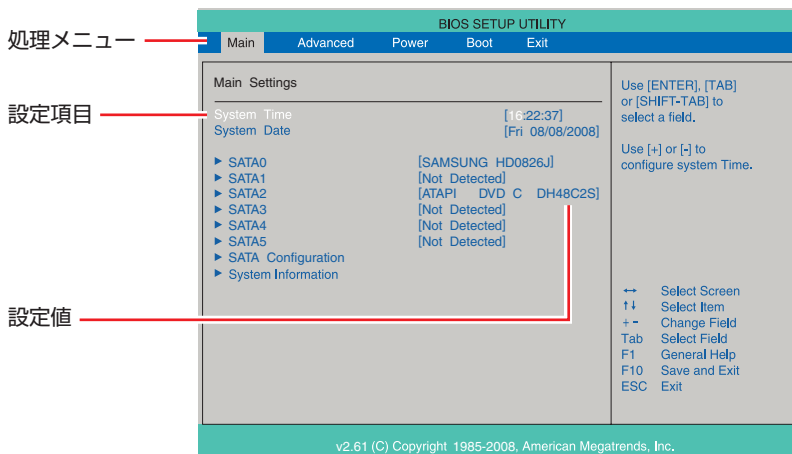 BIOS SETUP UTILITY
処理メニュー
Main Advanced Power Boot Exit
Main Settings
設定項目
System Time [16:22:37]
System Date [Fri 08/08/2008]
SATA0 [SAMSUNG HD0826J]
SATA1 [Not Detected]
SATA2 [ATAPI DVD C DH48C2S]
SATA3 [Not Detected]
SATA4 [Not Detected]
SATA5 [Not Detected]
SATA Configuration
System Information
設定値
Use [ENTER], [TAB]
or [SHIFT-TAB] to
select a field.
Use [+] or [-] to
configure system Time.
↔ Select Screen
↑↓ Select Item
+ - Change Field
Tab Select Field
F1 General Help
F10 Save and Exit
ESC Exit
v2.61 (C) Copyright 1985-2008, American Megatrends, Inc.